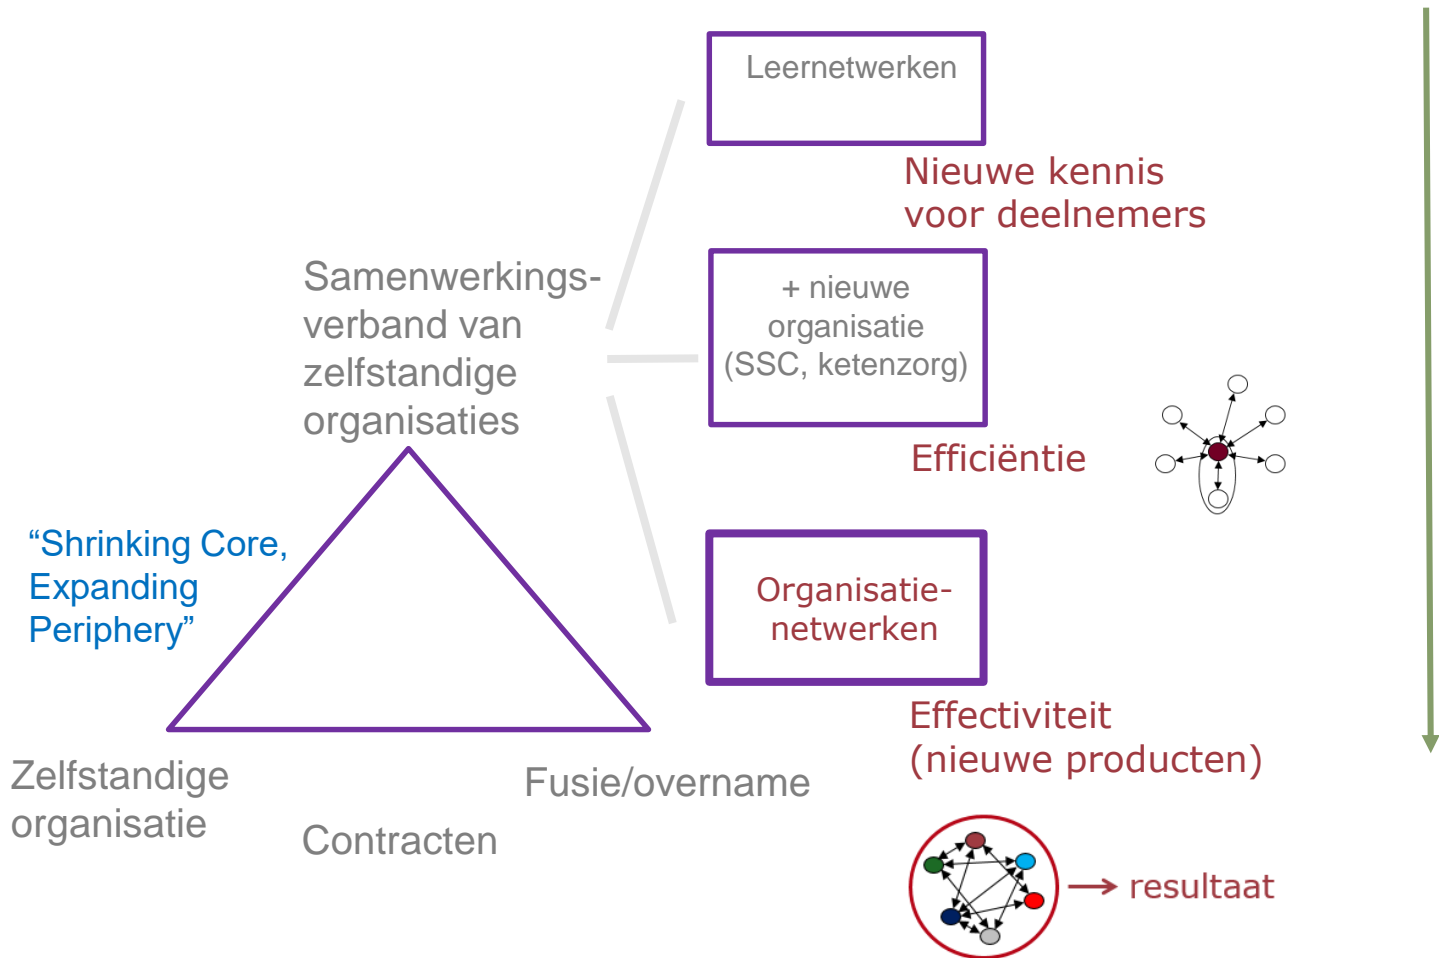 Leernetwerken
Nieuwe kennis
voor deelnemers
Samenwerkings-
verband van
zelfstandige
organisaties
+ nieuwe
organisatie
(SSC, ketenzorg)
Efficiëntie
“Shrinking Core,
Expanding
Periphery”
Organisatie-
netwerken
Effectiviteit
(nieuwe producten)
Zelfstandige
organisatie
Fusie/overname
Contracten
resultaat